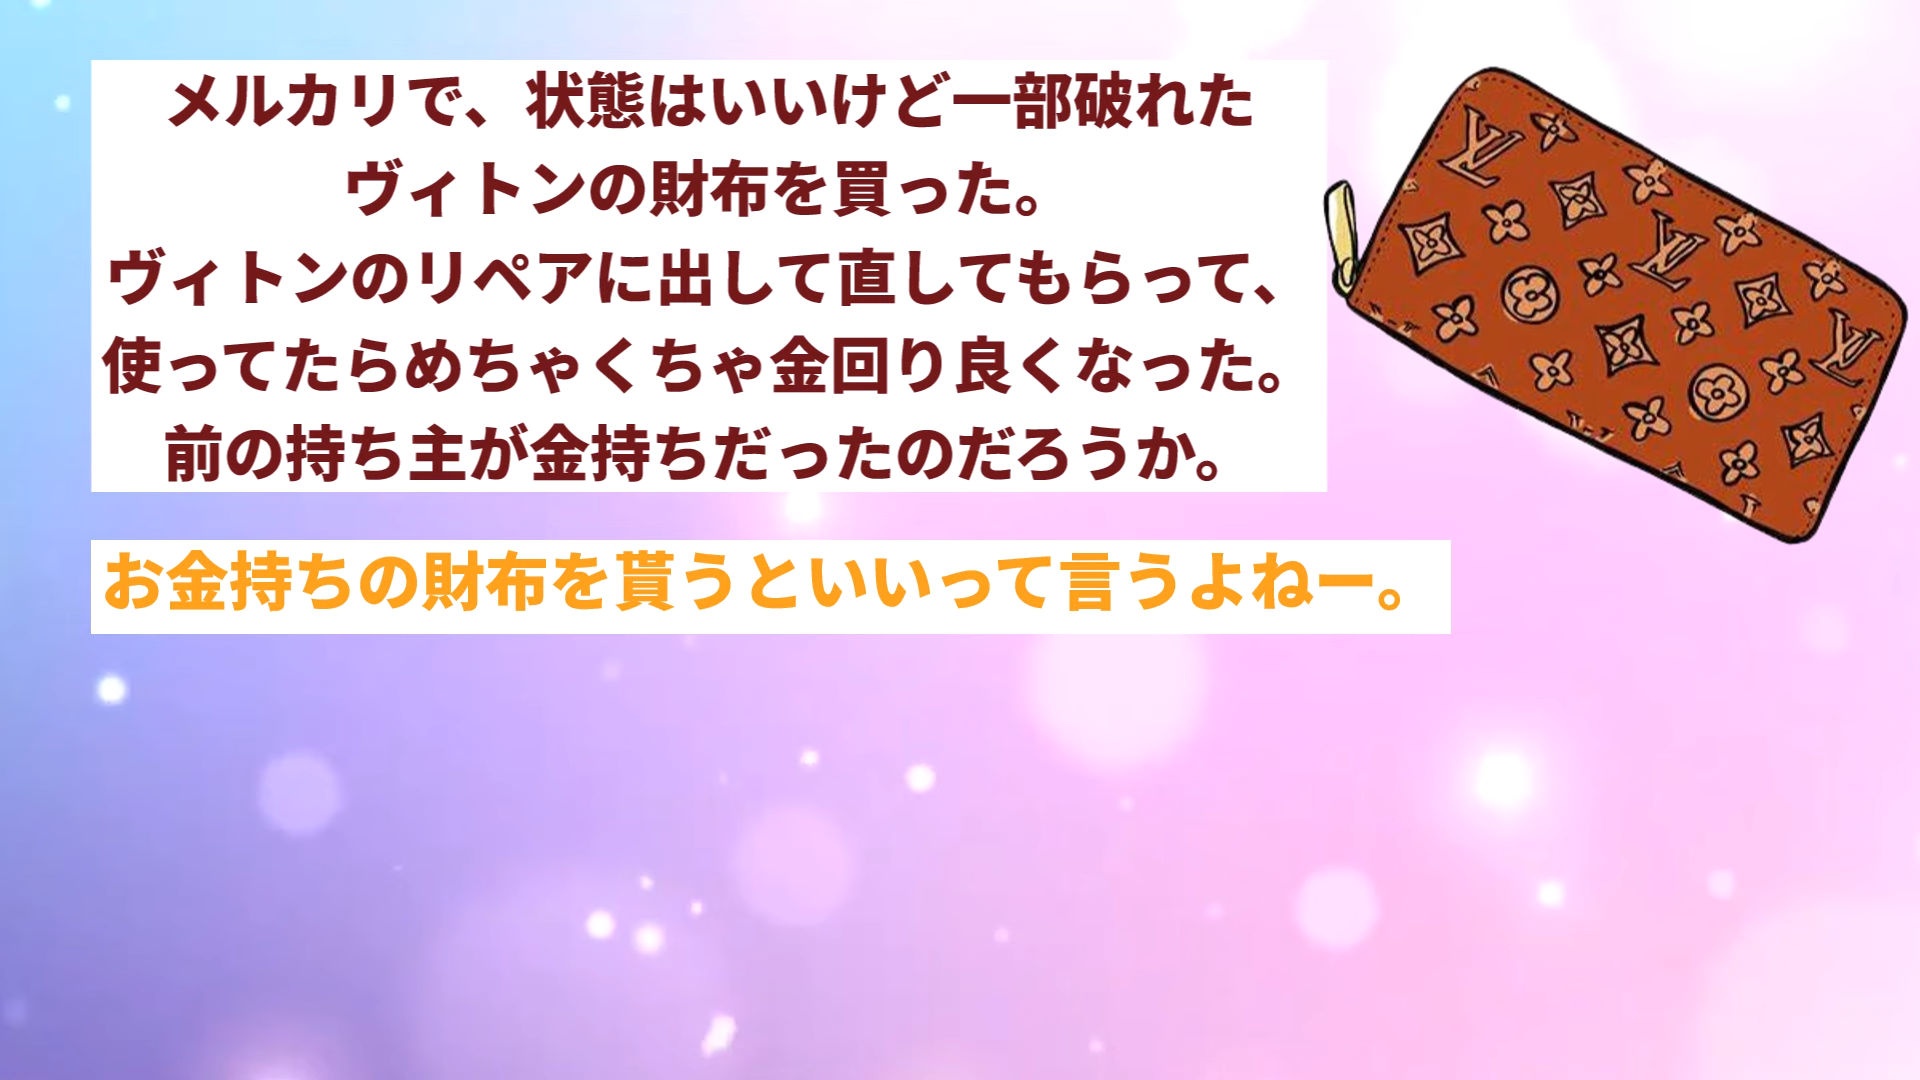 メルカリで、状態はいいけど一部破れた
ヴィトンの財布を買った。
ヴィトンのリペアに出して直してもらって、
使ってたらめちゃくちゃ金回り良くなった。
前の持ち主が金持ちだったのだろうか。
お金持ちの財布を貰うといいって言うよねー。